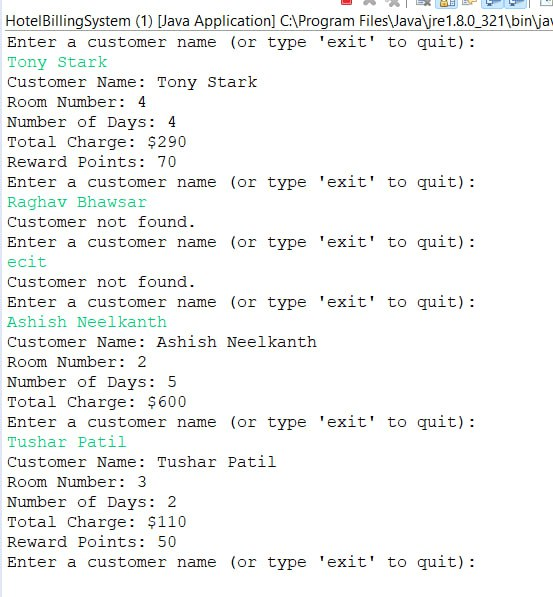 HotelBillingSystem (1) [Java Application] C:\Program Files\Java\jre1.8.0_321\bin\jav
Enter a customer name (or type 'exit' to quit):
Tony Stark
Customer Name: Tony Stark
Room Number: 4
Number of Days: 4
Total Charge: $290
Reward Points: 70
Enter a customer name (or type 'exit' to quit):
Raghav Bhawsar
Customer not found.
Enter a customer name (or type 'exit' to quit):
ecit
Customer not found.
Enter a customer name (or type 'exit' to quit):
Ashish Neelkanth
Customer Name: Ashish Neelkanth
Room Number: 2
Number of Days: 5
Total Charge: $600
Enter a customer name (or type 'exit' to quit):
Tushar Patil
Customer Name: Tushar Patil
Room Number: 3
Number of Days: 2
Total Charge: $110
Reward Points: 50
Enter a customer name (or type 'exit' to quit):